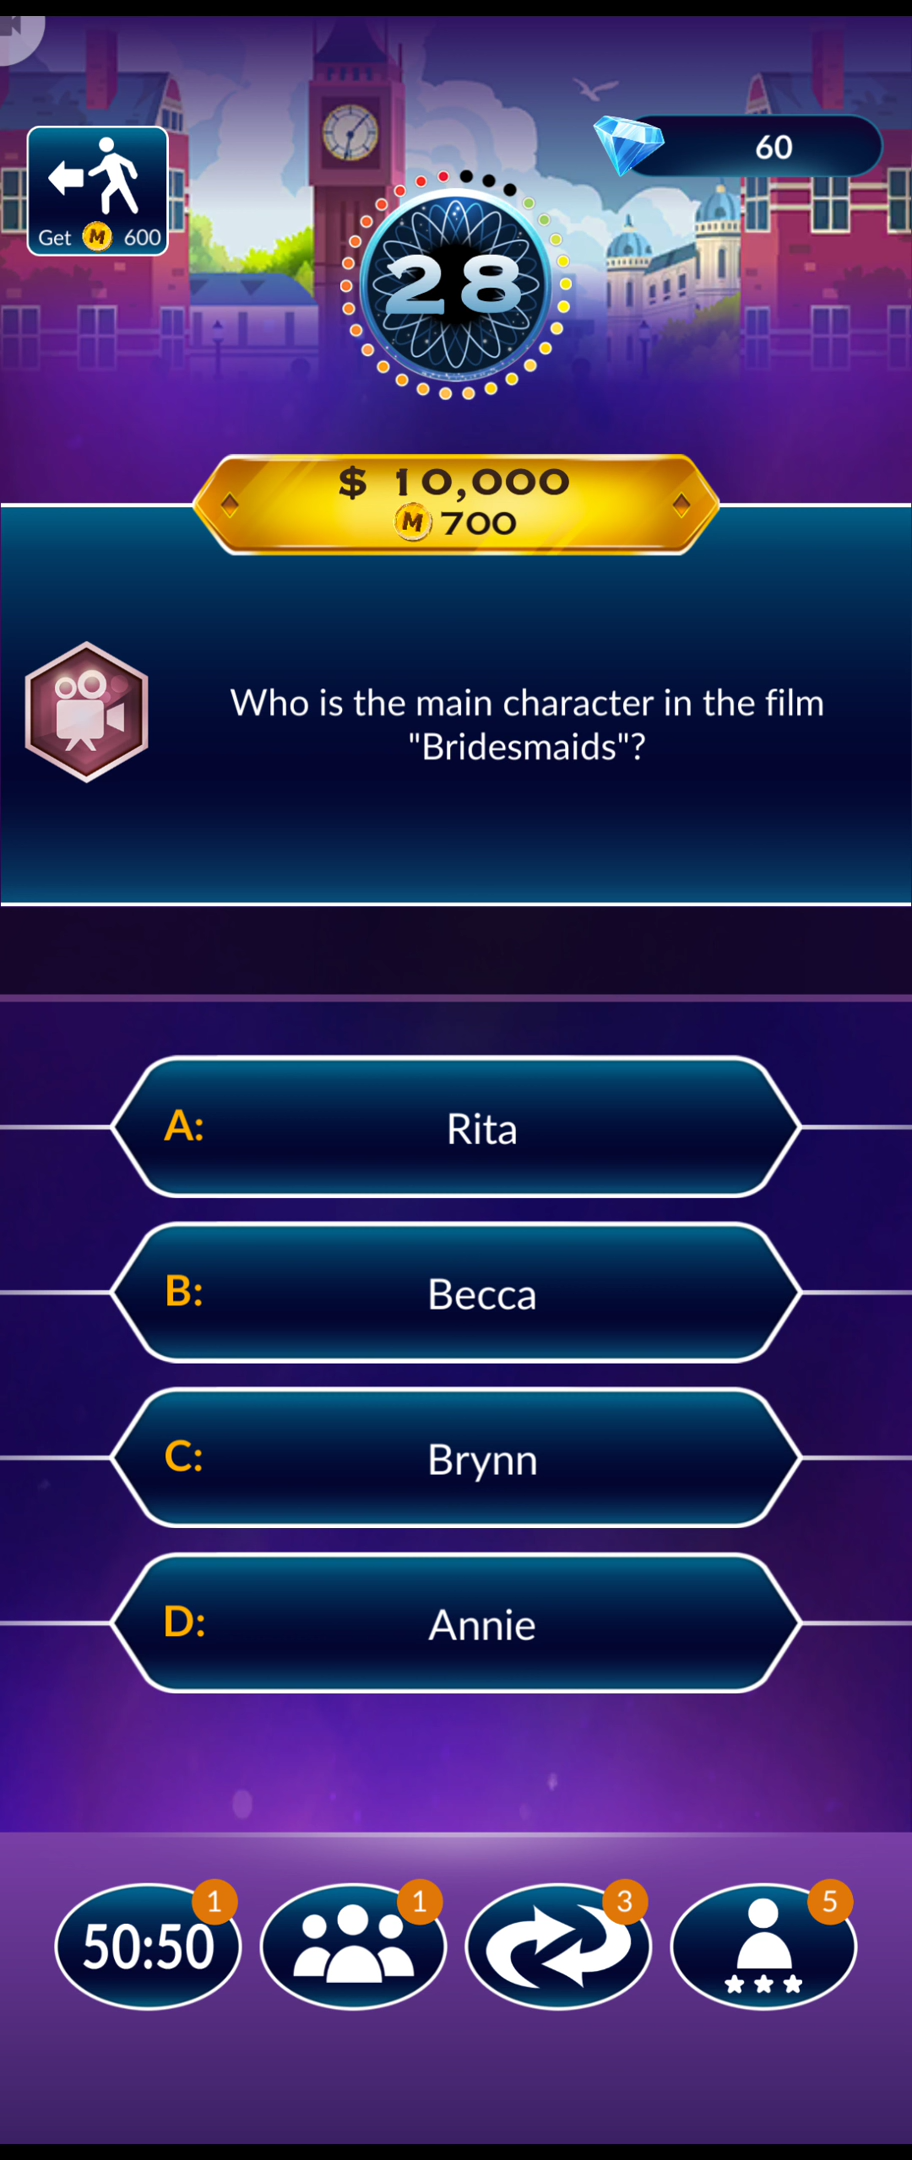 60
Get M 600
28
$ 10,000
M 700
Who is the main character in the film
"Bridesmaids"?
A: Rita
B: Becca
C: Brynn
D: Annie
1 1 3 5
50:50